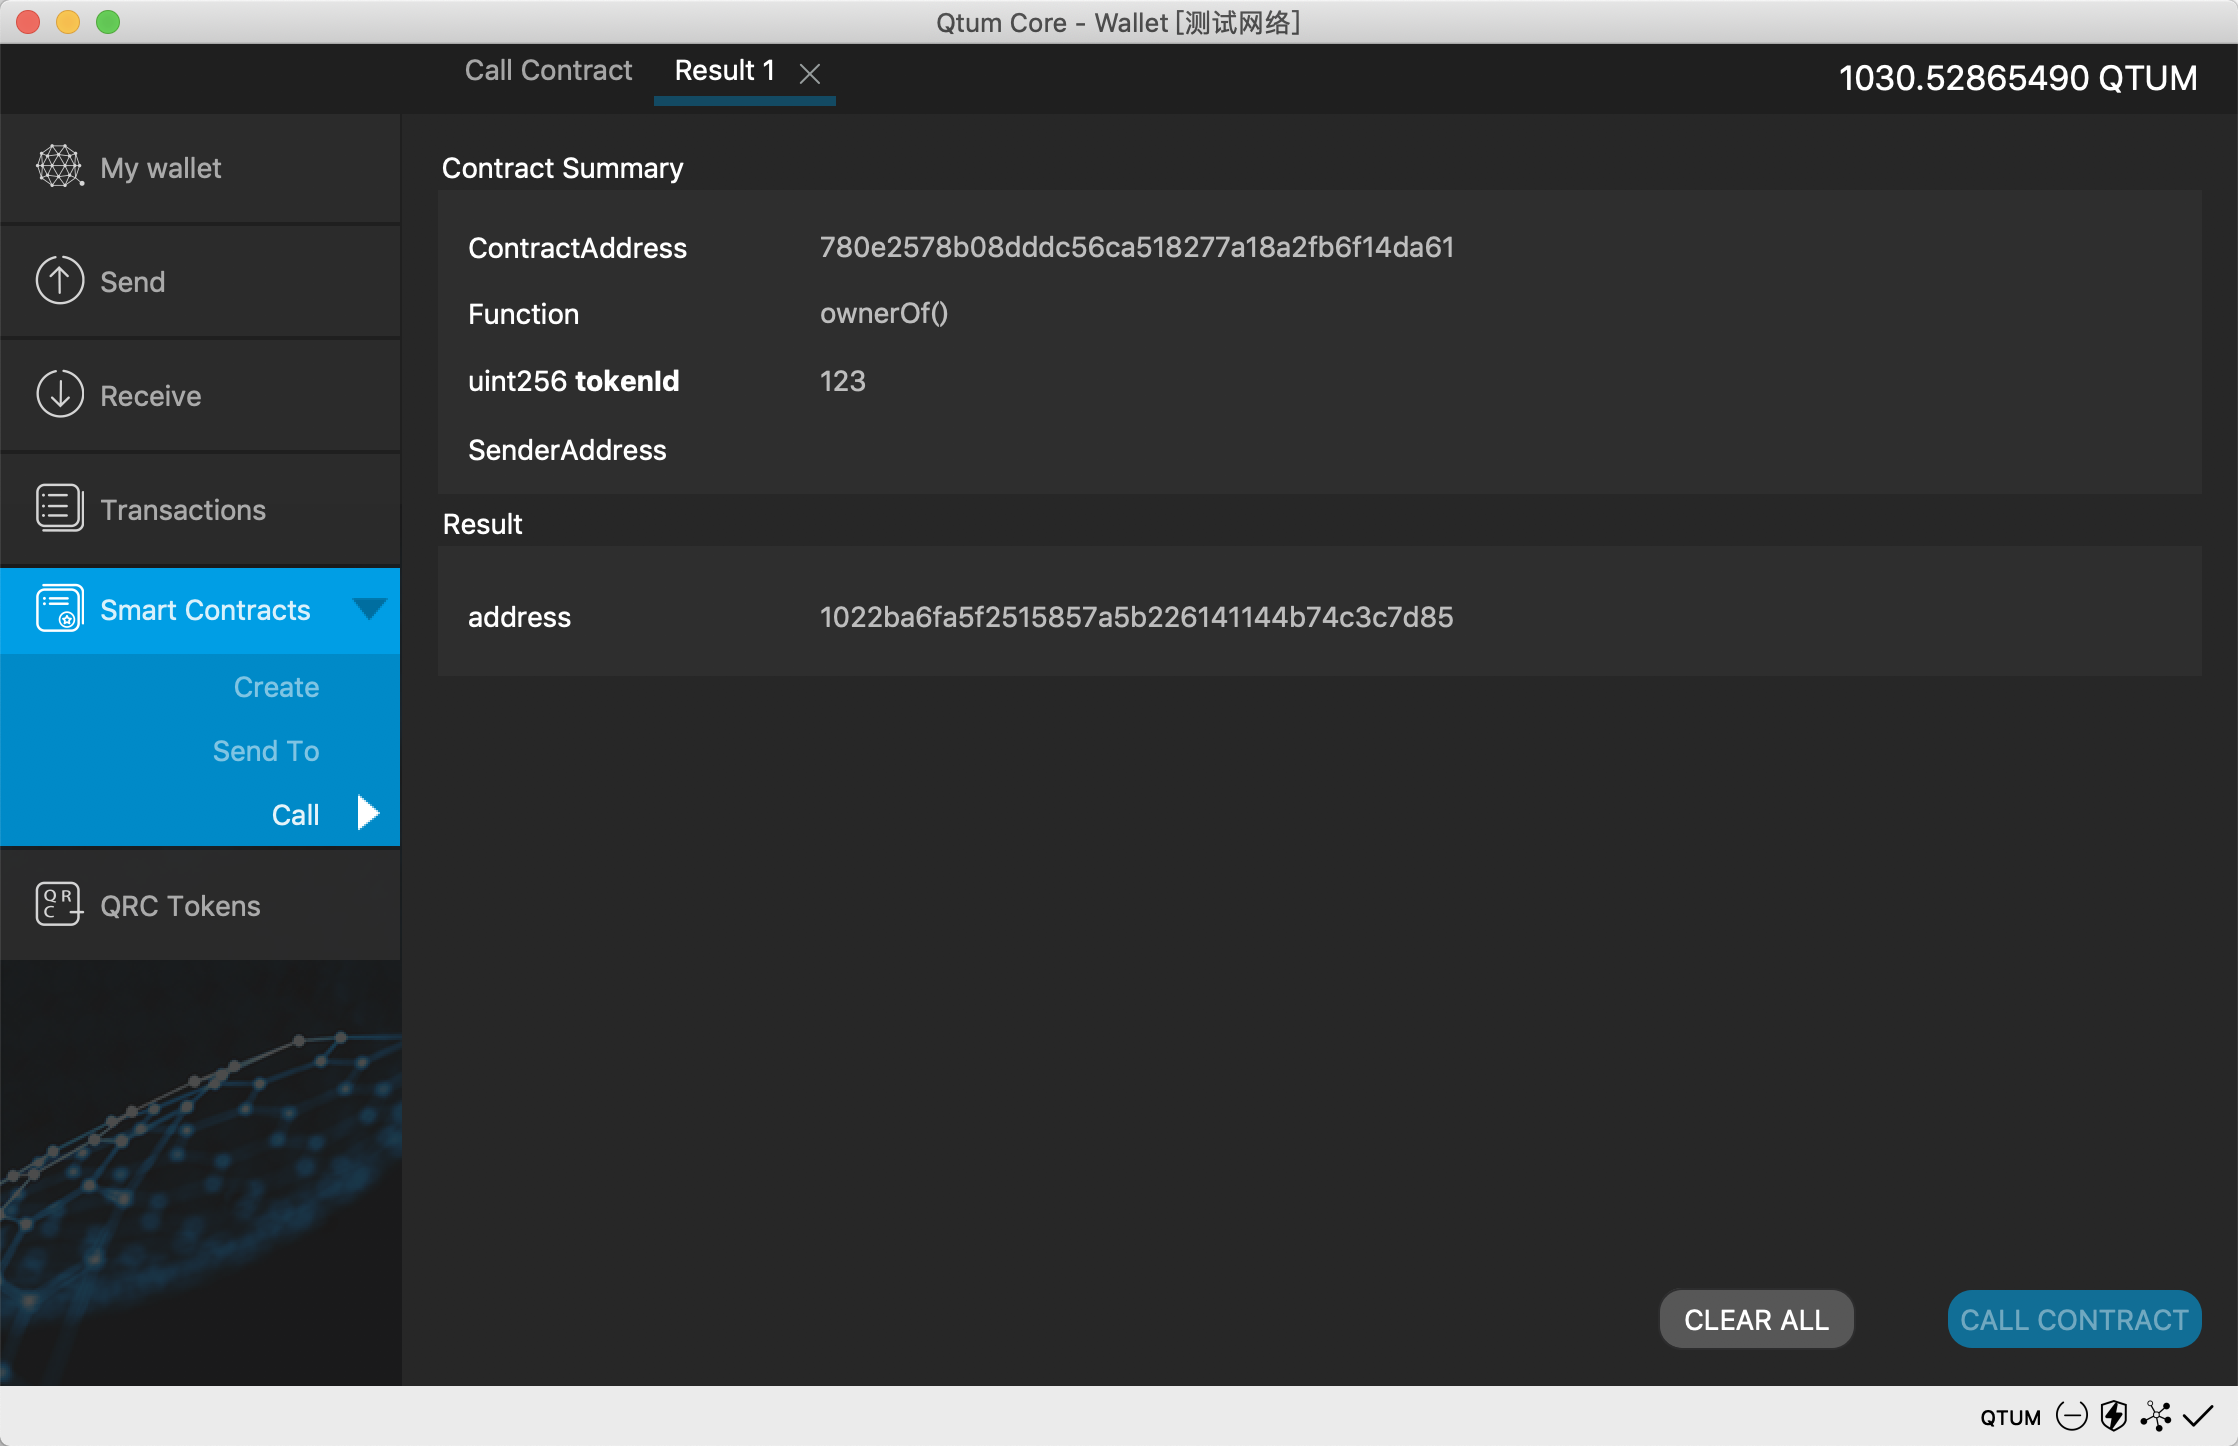 Qtum Core - Wallet [测试网络]
Call Contract
Result 1
1030.52865490 QTUM
My wallet
Send
Receive
Transactions
Smart Contracts
Create
Send To
Call
QRC Tokens
Contract Summary
ContractAddress 780e2578b08dddc56ca518277a18a2fb6f14da61
Function ownerOf()
uint256 tokenId 123
SenderAddress
Result
address 1022ba6fa5f2515857a5b226141144b74c3c7d85
CLEAR ALL
CALL CONTRACT
QTUM